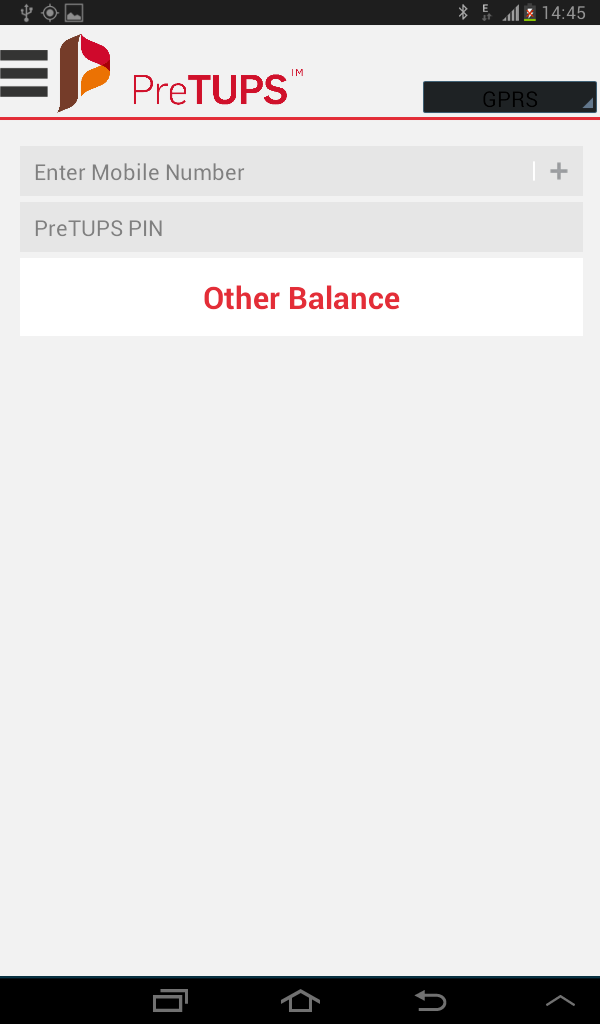 E 14:45
PreTUPS™
GPRS
Enter Mobile Number +
PreTUPS PIN
Other Balance